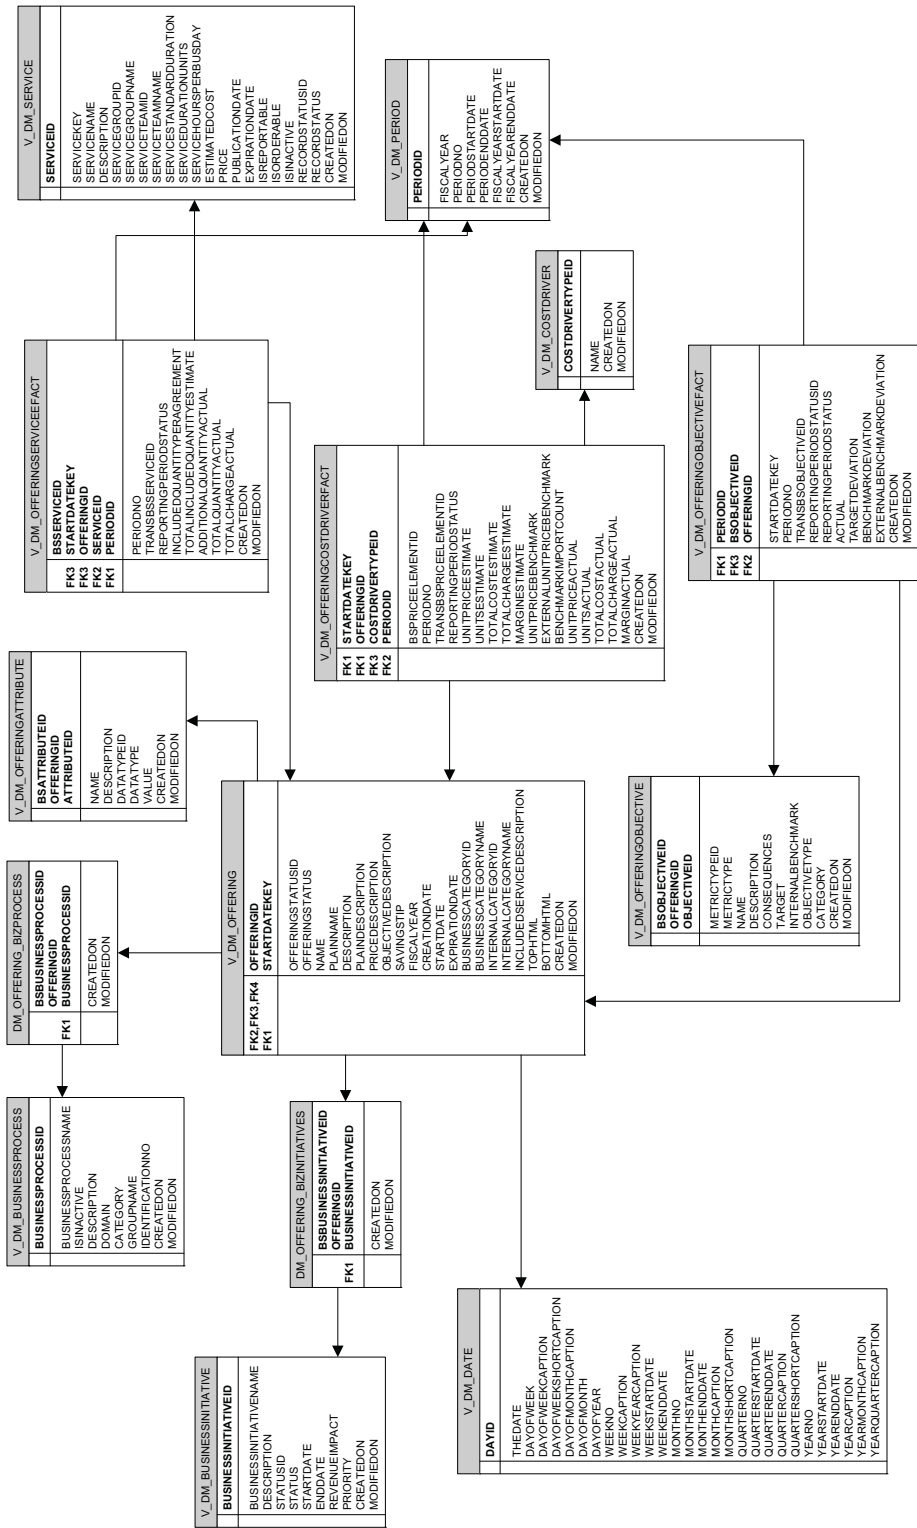 V_DM_BUSINESSINITIATIVE
BUSINESSINITIATIVEID
BUSINESSINITIATIVENAME
DESCRIPTION
STATUSID
STATUS
STARTDATE
ENDDATE
REVENUEIMPACT
PRIORITY
CREATEDON
MODIFIEDON
V_DM_BUSINESSPROCESS
BUSINESSPROCESSID
BUSINESSPROCESSNAME
ISINACTIVE
DESCRIPTION
DOMAIN
CATEGORY
GROUPNAME
IDENTIFICATIONNO
CREATEDON
MODIFIEDON
DM_OFFERING_BIZPROCESS
BSBUSINESSPROCESSID
OFFERINGID
FK1 BUSINESSPROCESSID
CREATEDON
MODIFIEDON
V_DM_OFFERINGATTRIBUTE
BSATTRIBUTEID
OFFERINGID
ATTRIBUTEID
NAME
DESCRIPTION
DATATYPEID
DATATYPE
VALUE
CREATEDON
MODIFIEDON
V_DM_OFFERINGSERVICEEFACT
BSSERVICEID
FK3 STARTDATEKEY
FK3 OFFERINGID
FK2 SERVICEID
FK1 PERIODID
PERIODNO
TRANSBSSERVICEID
REPORTINGPERIODSTATUS
INCLUDEDQUANTITYPERAGREEMENT
TOTALINCLUDEDQUANTITYESTIMATE
ADDITIONALQUANTITYACTUAL
TOTALQUANTITYACTUAL
TOTALCHARGEACTUAL
CREATEDON
MODIFIEDON
V_DM_SERVICE
SERVICEID
SERVICEKEY
SERVICENAME
DESCRIPTION
SERVICEGROUPID
SERVICEGROUPNAME
SERVICETEAMID
SERVICETEAMNAME
SERVICESTANDARDDURATION
SERVICEDURATIONUNITS
SERVICEHOURSPERBUSDAY
ESTIMATEDCOST
PRICE
PUBLICATIONDATE
EXPIRATIONDATE
ISREPORTABLE
ISORDERABLE
ISINACTIVE
RECORDSTATUSID
RECORDSTATUS
CREATEDON
MODIFIEDON
DM_OFFERING_BIZINITIATIVES
BSBUSINESSINITIATIVEID
OFFERINGID
FK1 BUSINESSINITIATIVEID
CREATEDON
MODIFIEDON
V_DM_OFFERING
FK2,FK3,FK4 OFFERINGID
FK1 STARTDATEKEY
OFFERINGSTATUSID
OFFERINGSTATUS
NAME
PLAINNAME
DESCRIPTION
PLAINDESCRIPTION
PRICEDESCRIPTION
OBJECTIVEDESCRIPTION
SAVINGSTIP
FISCALYEAR
CREATIONDATE
STARTDATE
EXPIRATIONDATE
BUSINESSCATEGORYID
BUSINESSCATEGORYNAME
INTERNALCATEGORYID
INTERNALCATEGORYNAME
INCLUDEDSERVICEDESCRIPTION
TOPHTML
BOTTOMHTML
CREATEDON
MODIFIEDON
V_DM_OFFERINGCOSTDRIVERFACT
FK1 STARTDATEKEY
FK1 OFFERINGID
FK3 COSTDRIVERTYPEID
FK2 PERIODID
BSPRICEELEMENTID
PERIODNO
TRANSBSPRICEELEMENTID
REPORTINGPERIODSTATUS
UNITPRICEESTIMATE
UNITSESTIMATE
TOTALCOSTESTIMATE
TOTALCHARGEESTIMATE
MARGINESTIMATE
UNITPRICEBENCHMARK
EXTERNALUNITPRICEBENCHMARK
BENCHMARKIMPORTCOUNT
UNITPRICEACTUAL
UNITSACTUAL
TOTALCOSTACTUAL
TOTALCHARGEACTUAL
MARGINACTUAL
CREATEDON
MODIFIEDON
V_DM_PERIOD
PERIODID
FISCALYEAR
PERIODNO
PERIODSTARTDATE
PERIODENDDATE
FISCALYEARSTARTDATE
FISCALYEARENDDATE
CREATEDON
MODIFIEDON
V_DM_COSTDRIVER
COSTDRIVERTYPEID
NAME
CREATEDON
MODIFIEDON
V_DM_DATE
DAYID
THEDATE
DAYOFWEEK
DAYOFWEEKCAPTION
DAYOFWEEKSHORTCAPTION
DAYOFMONTHCAPTION
DAYOFMONTH
DAYOFYEAR
WEEKNO
WEEKCAPTION
WEEKYEARCAPTION
WEEKSTARTDATE
WEEKENDDATE
MONTHNO
MONTHSTARTDATE
MONTHENDDATE
MONTHCAPTION
MONTHSHORTCAPTION
QUARTERNO
QUARTERSTARTDATE
QUARTERENDDATE
QUARTERCAPTION
QUARTERSHORTCAPTION
YEARNO
YEARSTARTDATE
YEARENDDATE
YEARCAPTION
YEARMONTHCAPTION
YEARQUARTERCAPTION
V_DM_OFFERINGOBJECTIVE
BSOBJECTIVEID
OFFERINGID
OBJECTIVEID
METRICTYPEID
METRICTYPE
NAME
DESCRIPTION
CONSEQUENCES
TARGET
INTERNALBENCHMARK
OBJECTIVETYPE
CATEGORY
CREATEDON
MODIFIEDON
V_DM_OFFERINGOBJECTIVEFACT
FK1 PERIODID
FK3 BSOBJECTIVEID
FK2 OFFERINGID
STARTDATEKEY
PERIODNO
TRANSBSOBJECTIVEID
REPORTINGPERIODSTATUSID
REPORTINGPERIODSTATUS
ACTUAL
TARGETDEVIATION
BENCHMARKDEVIATION
EXTERNALBENCHMARKDEVIATION
CREATEDON
MODIFIEDON